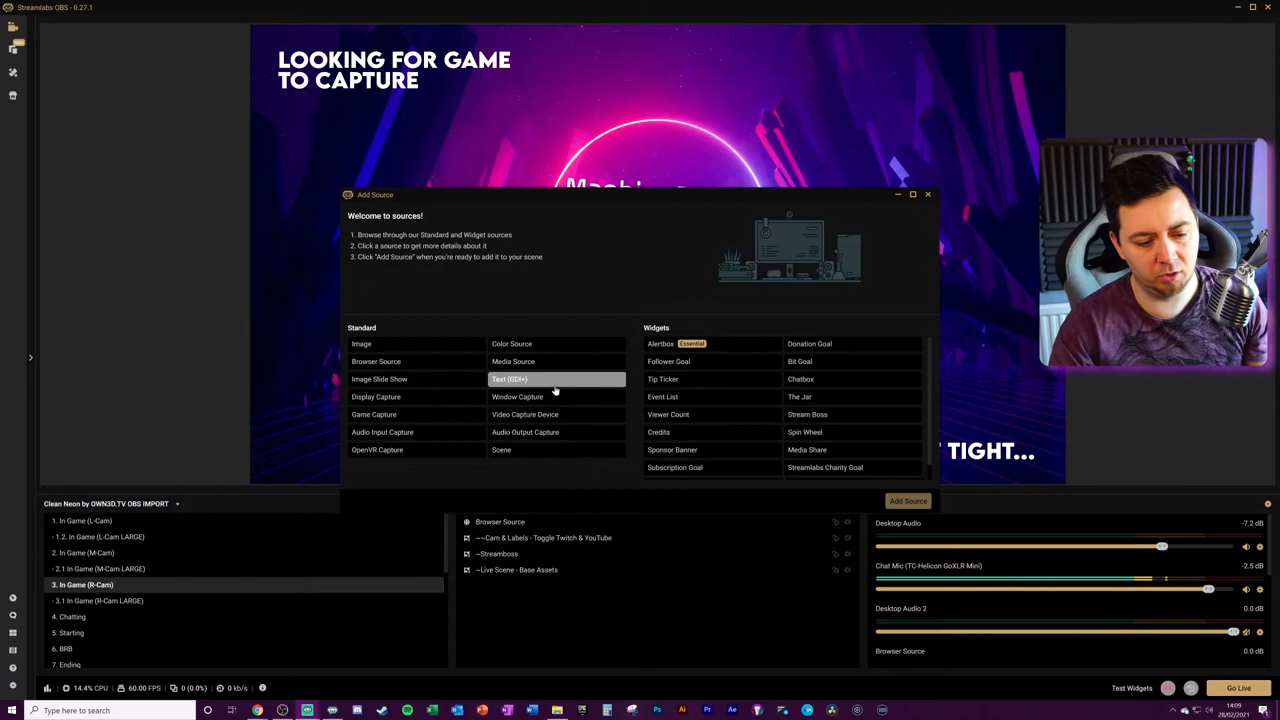 Streamlabs OBS - 0.27.1
LOOKING FOR GAME
TO CAPTURE
Add Source
Welcome to sources!
1. Browse through our Standard and Widget sources
2. Click a source to get more details about it
3. Click "Add Source" when you're ready to add it to your scene
Standard
Image
Color Source
Browser Source
Media Source
Image Slide Show
Text (GDI+)
Display Capture
Window Capture
Game Capture
Video Capture Device
Audio Input Capture
Audio Output Capture
OpenVR Capture
Scene
Widgets
Alertbox Essential
Donation Goal
Follower Goal
Bit Goal
Tip Ticker
Chatbox
Event List
The Jar
Viewer Count
Stream Boss
Credits
Spin Wheel
Sponsor Banner
Media Share
Subscription Goal
Streamlabs Charity Goal
Add Source
TIGHT...
Clean Neon by OWN3D.TV OBS IMPORT
1. In Game (L-Cam)
- 1.2. In Game (L-Cam LARGE)
2. In Game (M-Cam)
- 2.1 In Game (M-Cam LARGE)
3. In Game (R-Cam)
- 3.1 In Game (R-Cam LARGE)
4. Chatting
5. Starting
6. BRB
7. Ending
Browser Source
~~Cam & Labels - Toggle Twitch & YouTube
~Streamboss
~Live Scene - Base Assets
Desktop Audio -7.2 dB
Chat Mic (TC-Helicon GoXLR Mini) -2.5 dB
Desktop Audio 2 0.0 dB
Browser Source 0.0 dB
14.4% CPU 60.00 FPS 0 (0.0%) 0 kb/s
Test Widgets
Go Live
Type here to search
14:09
28/02/2021